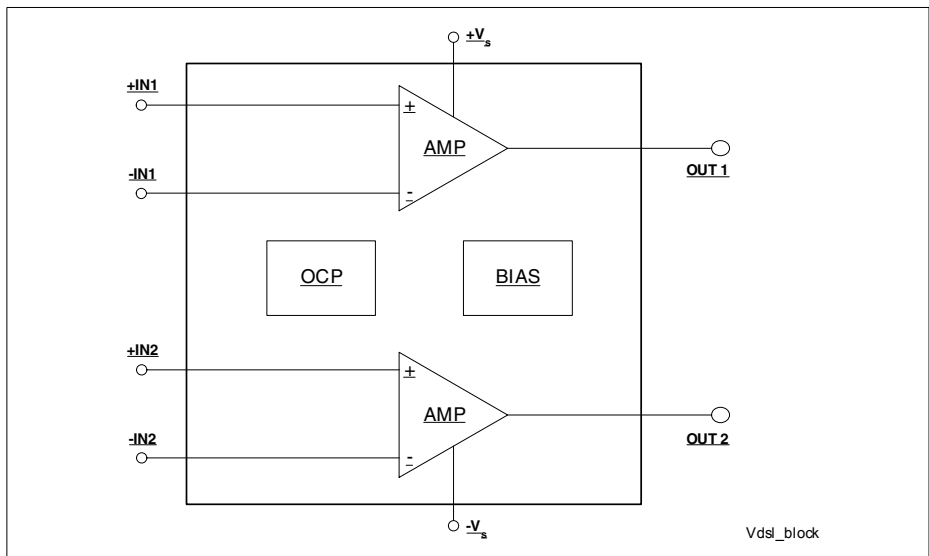 +Vs
+IN1
+
AMP
-IN1
-
OUT 1
OCP
BIAS
+IN2
+
AMP
-IN2
-
OUT 2
-Vs
Vdsl_block